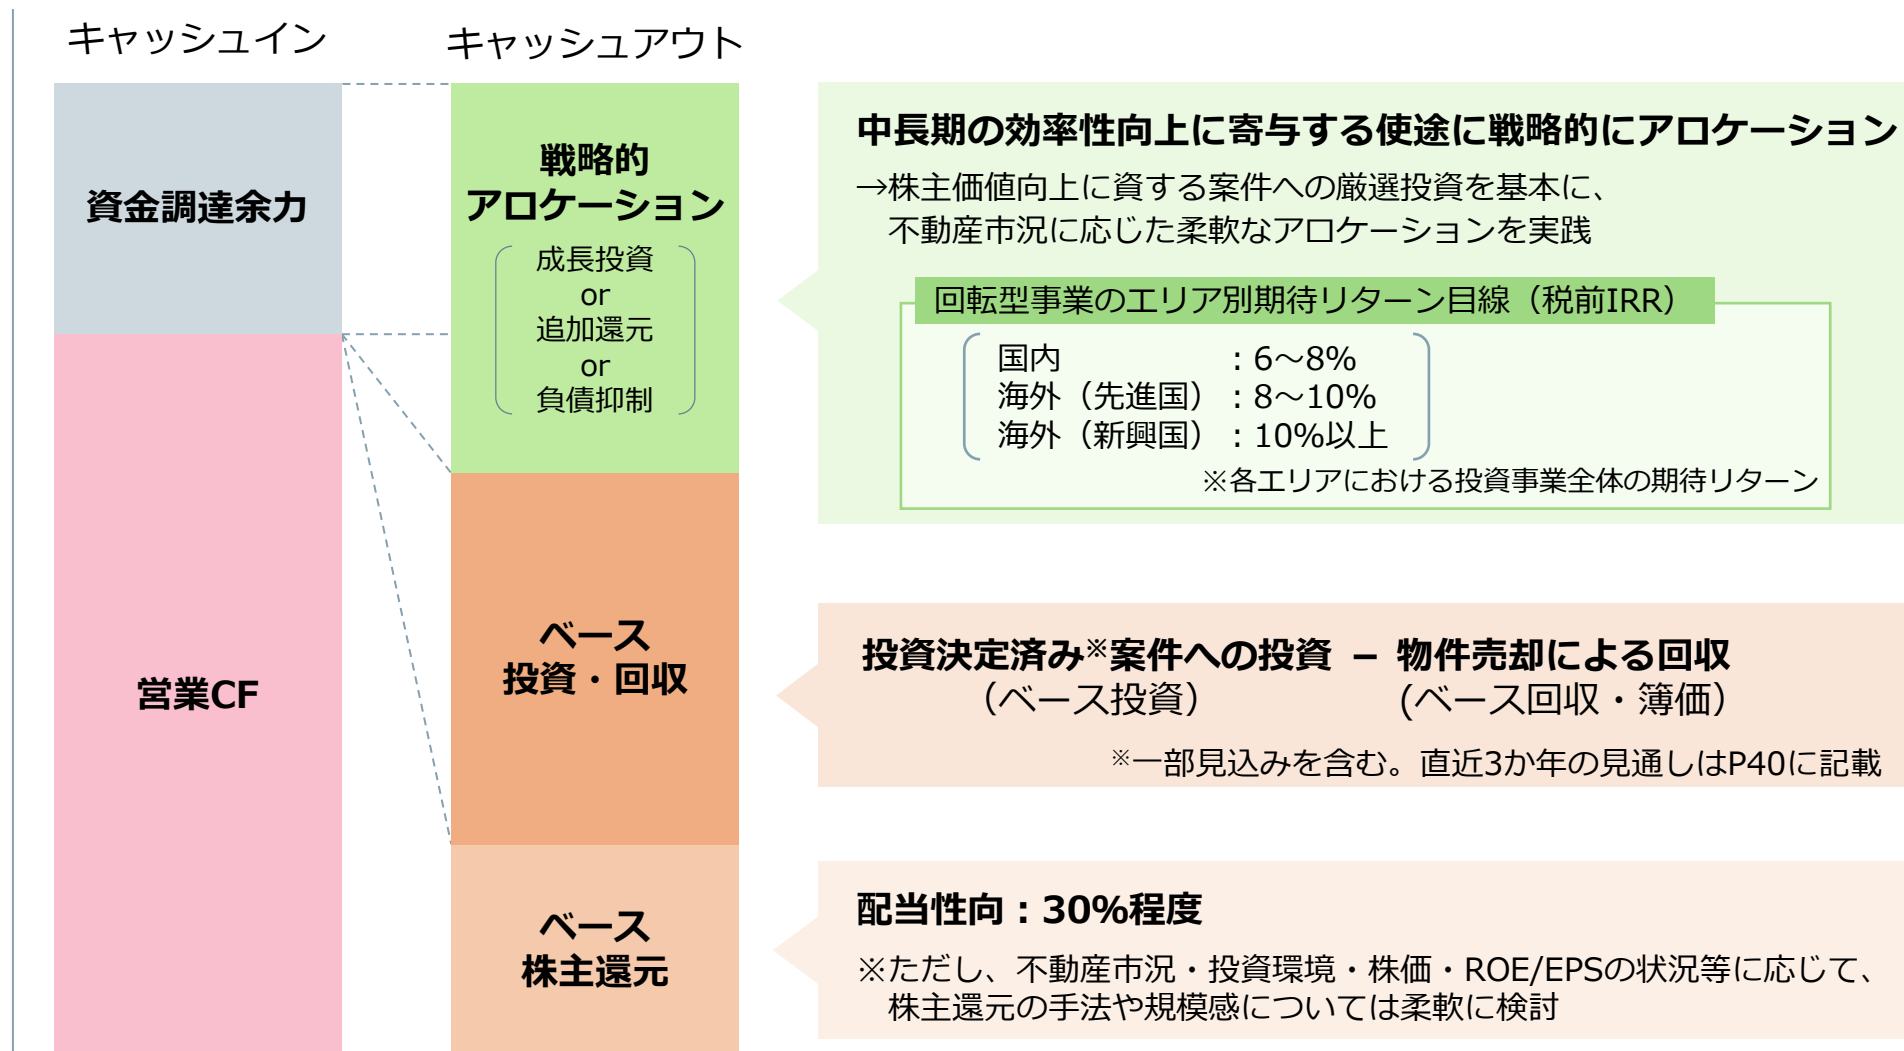 キャッシュイン
キャッシュアウト
資金調達余力
営業CF
戦略的
アロケーション
成長投資
or
追加還元
or
負債抑制
ベース
投資・回収
ベース
株主還元
中長期の効率性向上に寄与する使途に戦略的にアロケーション
→株主価値向上に資する案件への厳選投資を基本に、
不動産市況に応じた柔軟なアロケーションを実践
回転型事業のエリア別期待リターン目線（税前IRR）
国内 ：6～8%
海外（先進国）：8～10%
海外（新興国）：10%以上
※各エリアにおける投資事業全体の期待リターン
投資決定済み※案件への投資 － 物件売却による回収
（ベース投資） (ベース回収・簿価）
※一部見込みを含む。直近3か年の見通しはP40に記載
配当性向：30%程度
※ただし、不動産市況・投資環境・株価・ROE/EPSの状況等に応じて、
株主還元の手法や規模感については柔軟に検討